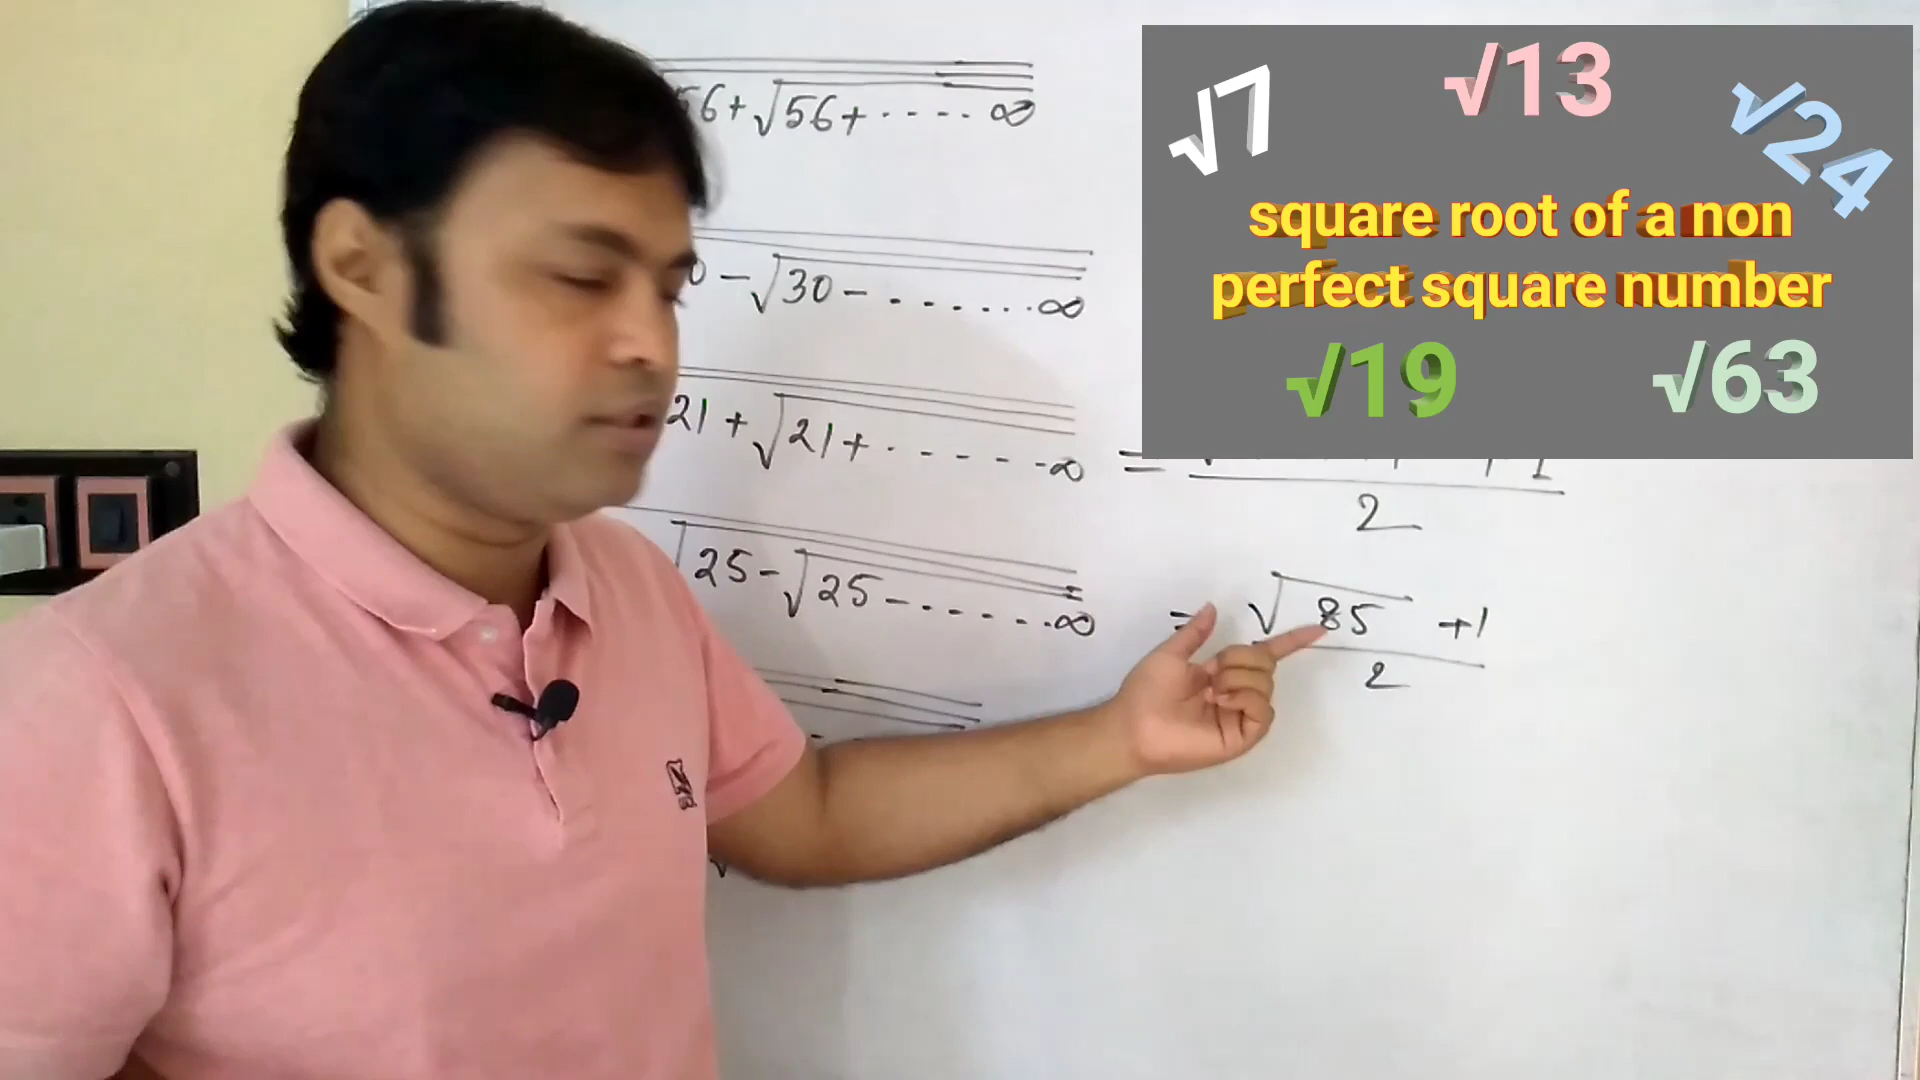 6+√56+ ..... ∞
0 -√30 - ....... ∞
21 +√21+ ...... ∞ =
2
√25 -√25 - ...... ∞ = √85 +1
2
√7
√13
√24
square root of a non
perfect square number
√19
√63